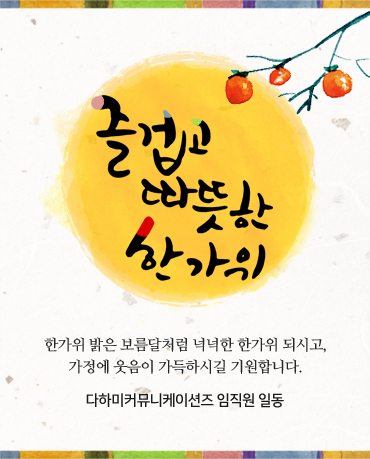 즐겁고
따뜻한
한가위
한가위 밝은 보름달처럼 넉넉한 한가위 되시고,
가정에 웃음이 가득하시길 기원합니다.
다하미커뮤니케이션즈 임직원 일동